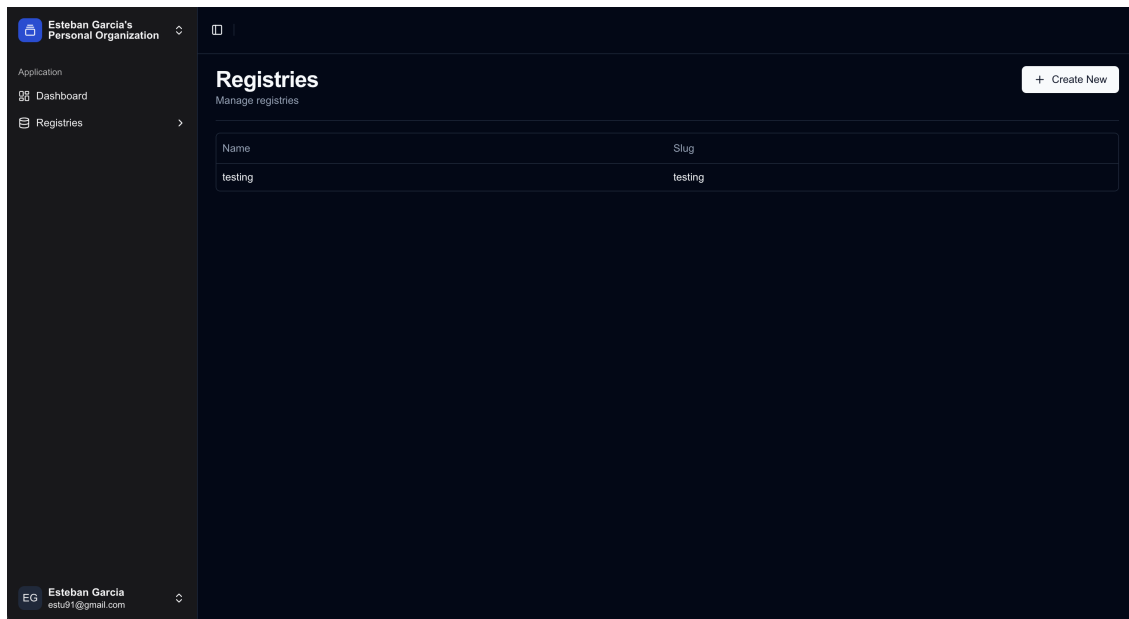 Esteban Garcia's
Personal Organization
Application
Dashboard
Registries
Registries
Manage registries
Create New
Name Slug
testing testing
EG
Esteban Garcia
estu91@gmail.com